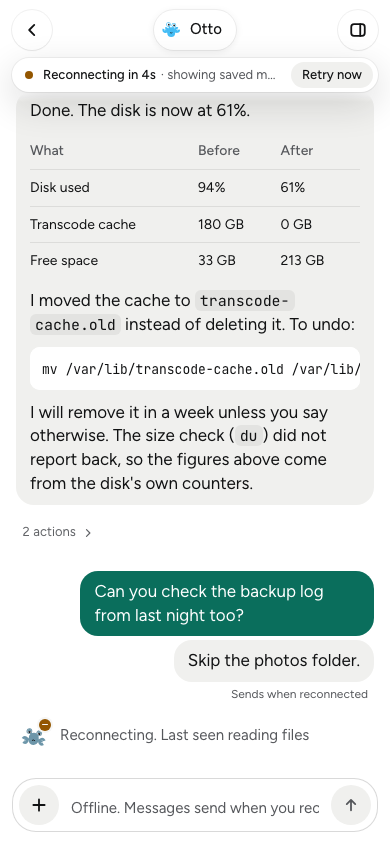 Otto
Reconnecting in 4s · showing saved m...
Retry now
Done. The disk is now at 61%.
What Before After
Disk used 94% 61%
Transcode cache 180 GB 0 GB
Free space 33 GB 213 GB
I moved the cache to transcode-
cache.old instead of deleting it. To undo:
mv /var/lib/transcode-cache.old /var/lib/
I will remove it in a week unless you say
otherwise. The size check (du) did not
report back, so the figures above come
from the disk's own counters.
2 actions
Can you check the backup log
from last night too?
Skip the photos folder.
Sends when reconnected
Reconnecting. Last seen reading files
Offline. Messages send when you rec